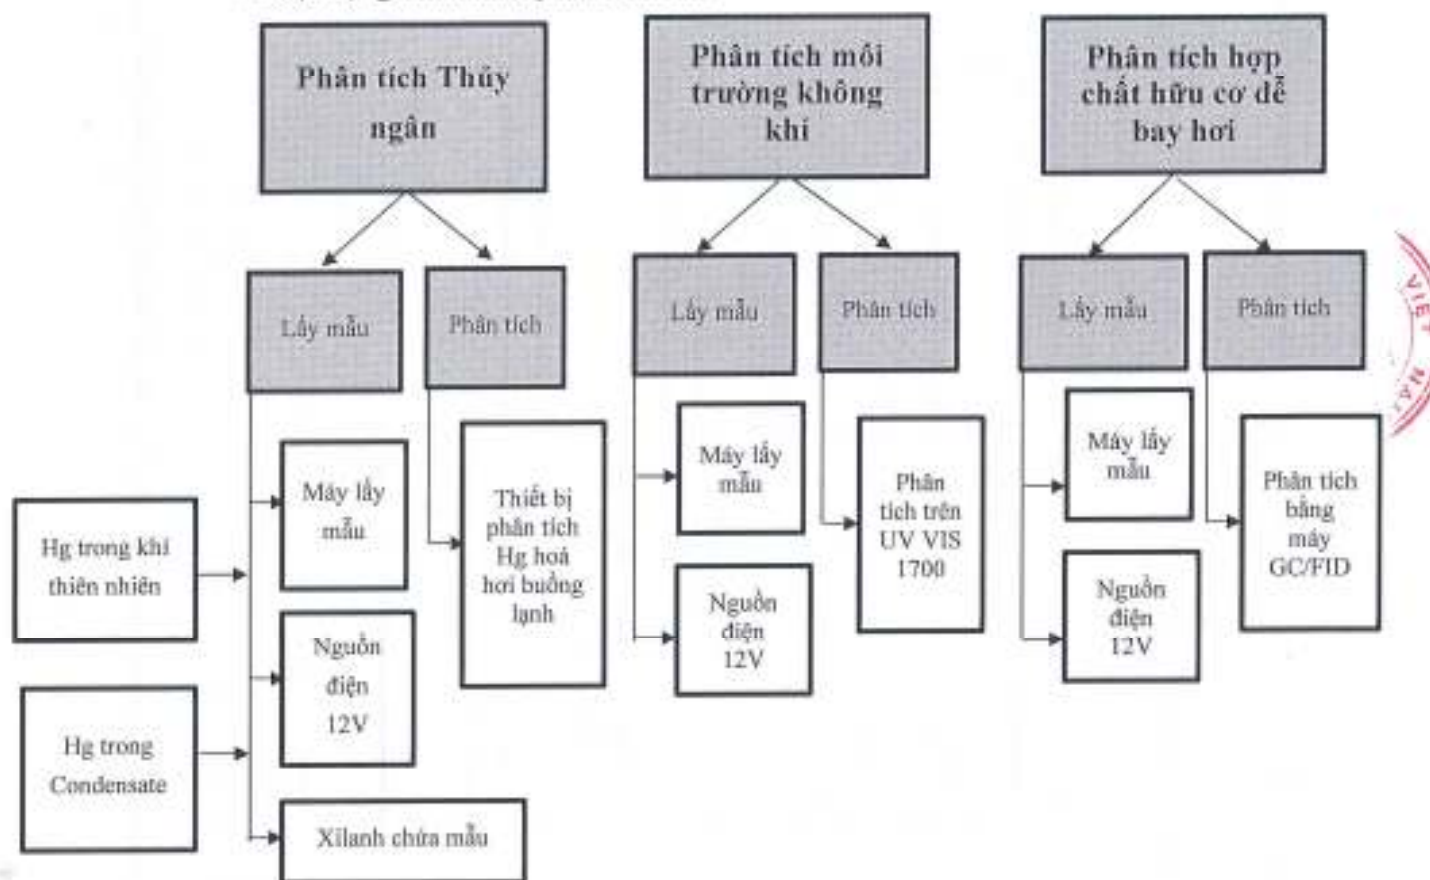 Phân tích Thủy
ngân
Phân tích môi
trường không
khí
Phân tích hợp
chất hữu cơ dễ
bay hơi
Lấy mẫu
Phân tích
Lấy mẫu
Phân tích
Lấy mẫu
Phân tích
Hg trong khí
thiên nhiên
Hg trong
Condensate
Máy lấy
mẫu
Nguồn
điện
12V
Xilanh chứa mẫu
Thiết bị
phân tích
Hg hoá
hơi buồng
lạnh
Máy lấy
mẫu
Nguồn
điện
12V
Phân
tích trên
UV VIS
1700
Máy lấy
mẫu
Nguồn
điện
12V
Phân tích
bằng
máy
GC/FID
VIỆT